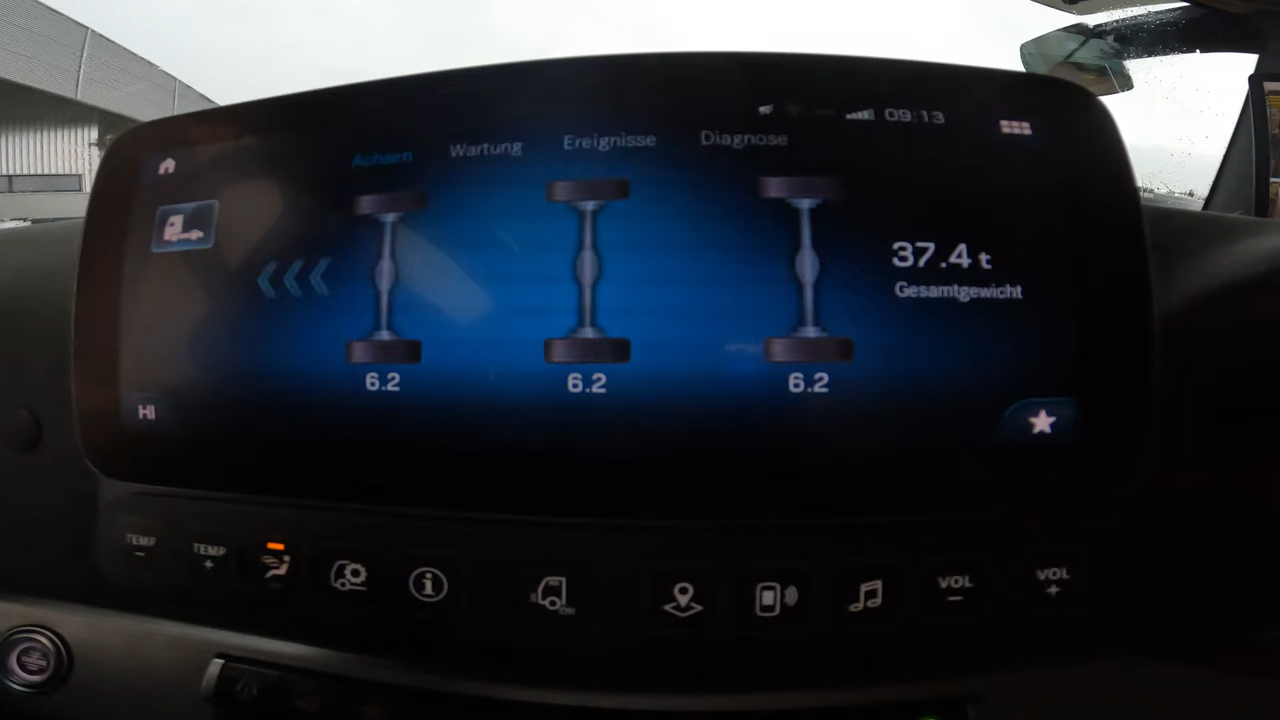 09:13
Achsen Wartung Ereignisse Diagnose
37.4 t
Gesamtgewicht
6.2 6.2 6.2
HI
TEMP
−
TEMP
+
VOL
−
VOL
+